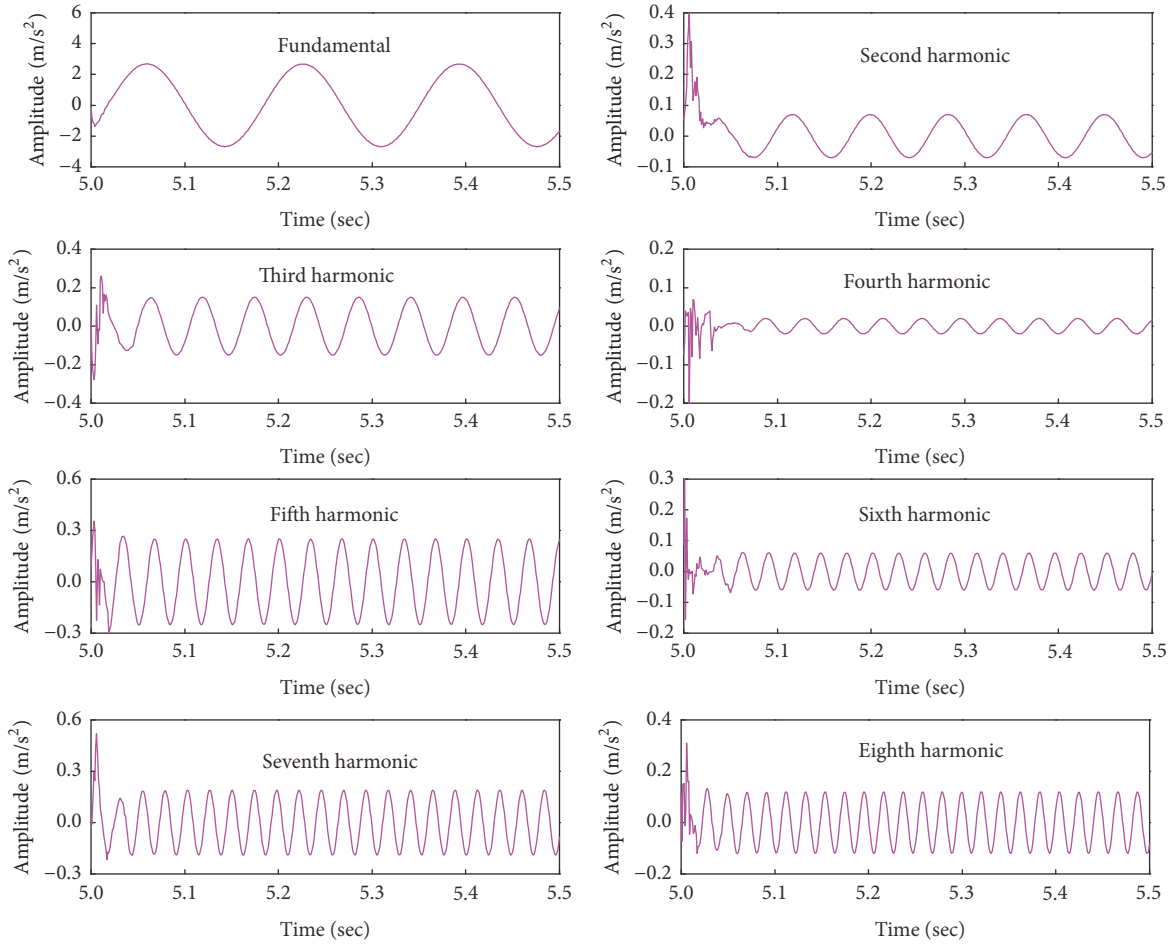 Fundamental
Amplitude (m/s²)
6
4
2
0
−2
−4
5.0 5.1 5.2 5.3 5.4 5.5
Time (sec)
Second harmonic
Amplitude (m/s²)
0.4
0.3
0.2
0.1
0.0
−0.1
5.0 5.1 5.2 5.3 5.4 5.5
Time (sec)
Third harmonic
Amplitude (m/s²)
0.4
0.2
0.0
−0.2
−0.4
5.0 5.1 5.2 5.3 5.4 5.5
Time (sec)
Fourth harmonic
Amplitude (m/s²)
0.2
0.1
0.0
−0.1
−0.2
5.0 5.1 5.2 5.3 5.4 5.5
Time (sec)
Fifth harmonic
Amplitude (m/s²)
0.6
0.3
0.0
−0.3
5.0 5.1 5.2 5.3 5.4 5.5
Time (sec)
Sixth harmonic
Amplitude (m/s²)
0.3
0.2
0.1
0.0
−0.1
−0.2
5.0 5.1 5.2 5.3 5.4 5.5
Time (sec)
Seventh harmonic
Amplitude (m/s²)
0.6
0.3
0.0
−0.3
5.0 5.1 5.2 5.3 5.4 5.5
Time (sec)
Eighth harmonic
Amplitude (m/s²)
0.4
0.2
0.0
−0.2
5.0 5.1 5.2 5.3 5.4 5.5
Time (sec)